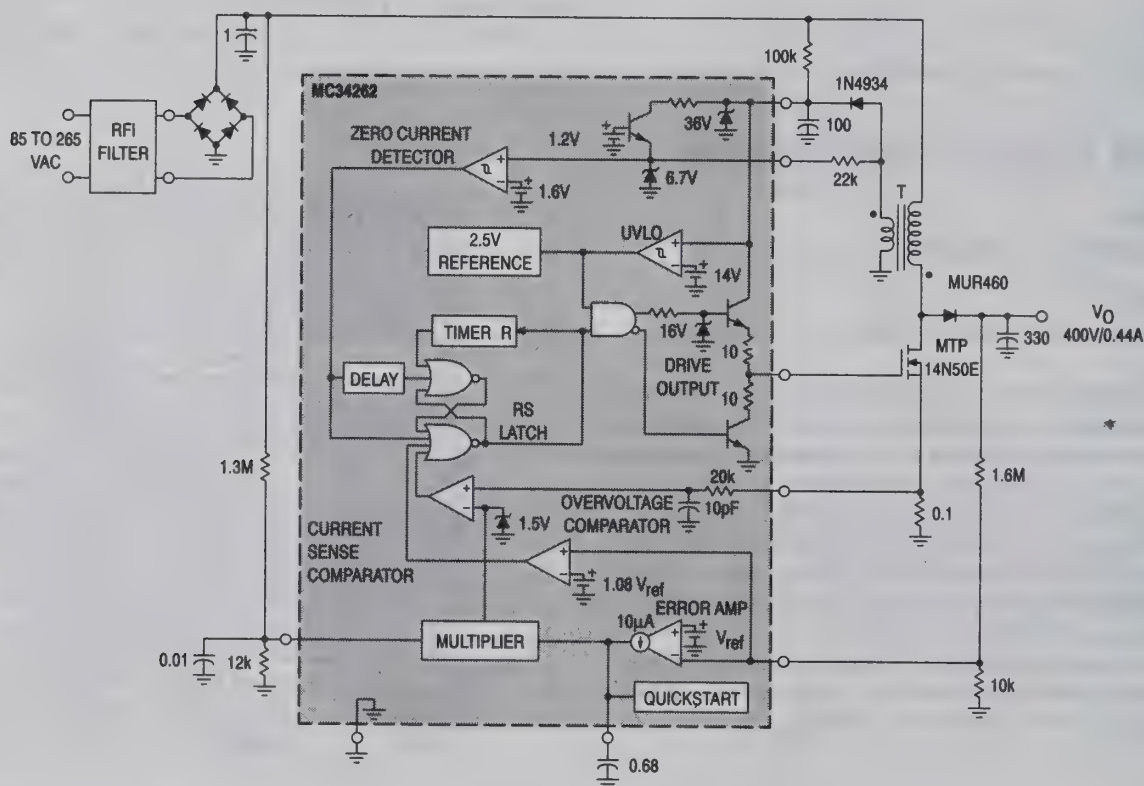 1
100k
1N4934
MC34262
85 TO 265
VAC
RFi
FILTER
ZERO CURRENT
DETECTOR
1.2V
36V
100
1.6V
6.7V
22k
T
2.5V
REFERENCE
UVLO
14V
MUR460
VO
400V/0.44A
330
TIMER R
16V
10
DRIVE
OUTPUT
10
MTP
14N50E
DELAY
RS
LATCH
1.3M
1.6M
20k
10pF
OVERVOLTAGE
COMPARATOR
1.5V
0.1
CURRENT
SENSE
COMPARATOR
1.08 Vref
ERROR AMP
10μA
Vref
MULTIPLIER
0.01
12k
QUICKSTART
10k
0.68